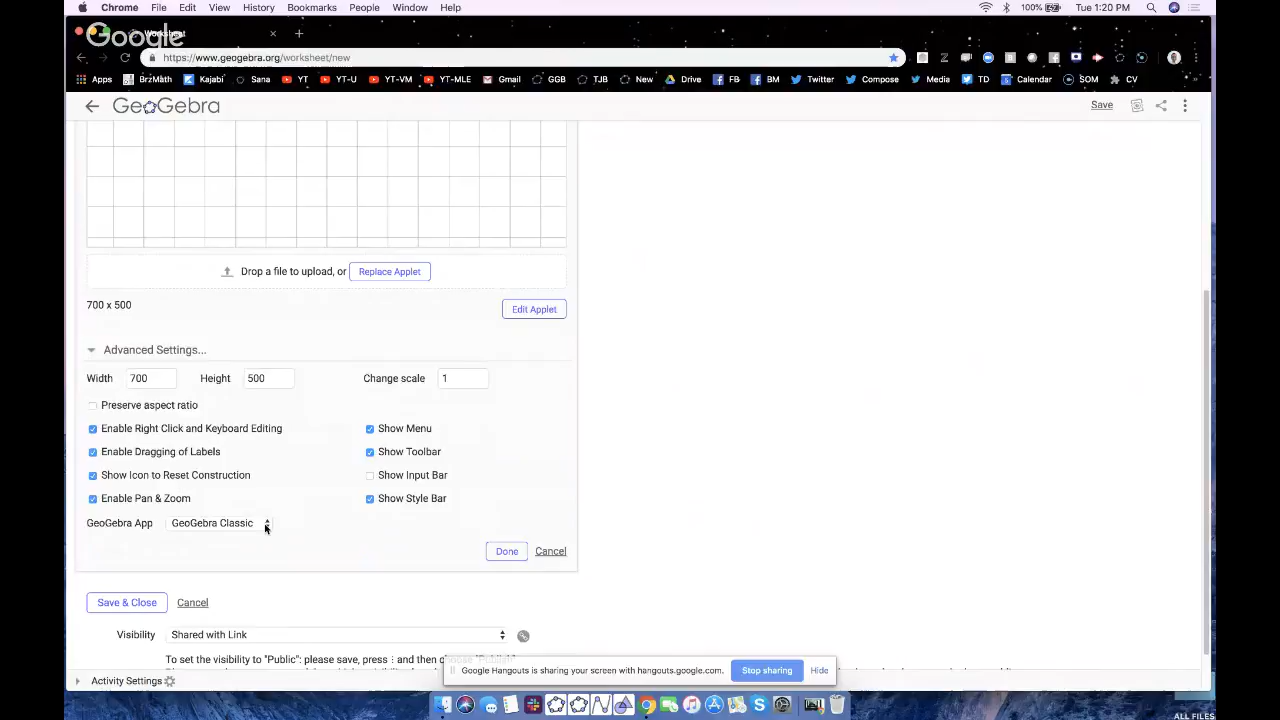 Chrome File Edit View History Bookmarks People Window Help 100% Tue 1:20 PM
Google
https://www.geogebra.org/worksheet/new
Apps BrzMath Kajabi Sana YT YT-U YT-VM YT-MLE Gmail GGB TJB New Drive FB BM Twitter Compose Media TD Calendar SOM CV
GeoGebra Save
Drop a file to upload, or Replace Applet
700 x 500
Edit Applet
Advanced Settings...
Width 700 Height 500 Change scale 1
Preserve aspect ratio
Enable Right Click and Keyboard Editing Show Menu
Enable Dragging of Labels Show Toolbar
Show Icon to Reset Construction Show Input Bar
Enable Pan & Zoom Show Style Bar
GeoGebra App GeoGebra Classic
Done Cancel
Save & Close Cancel
Visibility Shared with Link
To set the visibility to "Public": please save, press : and then
Google Hangouts is sharing your screen with hangouts.google.com. Stop sharing Hide
Activity Settings
ALL FILES